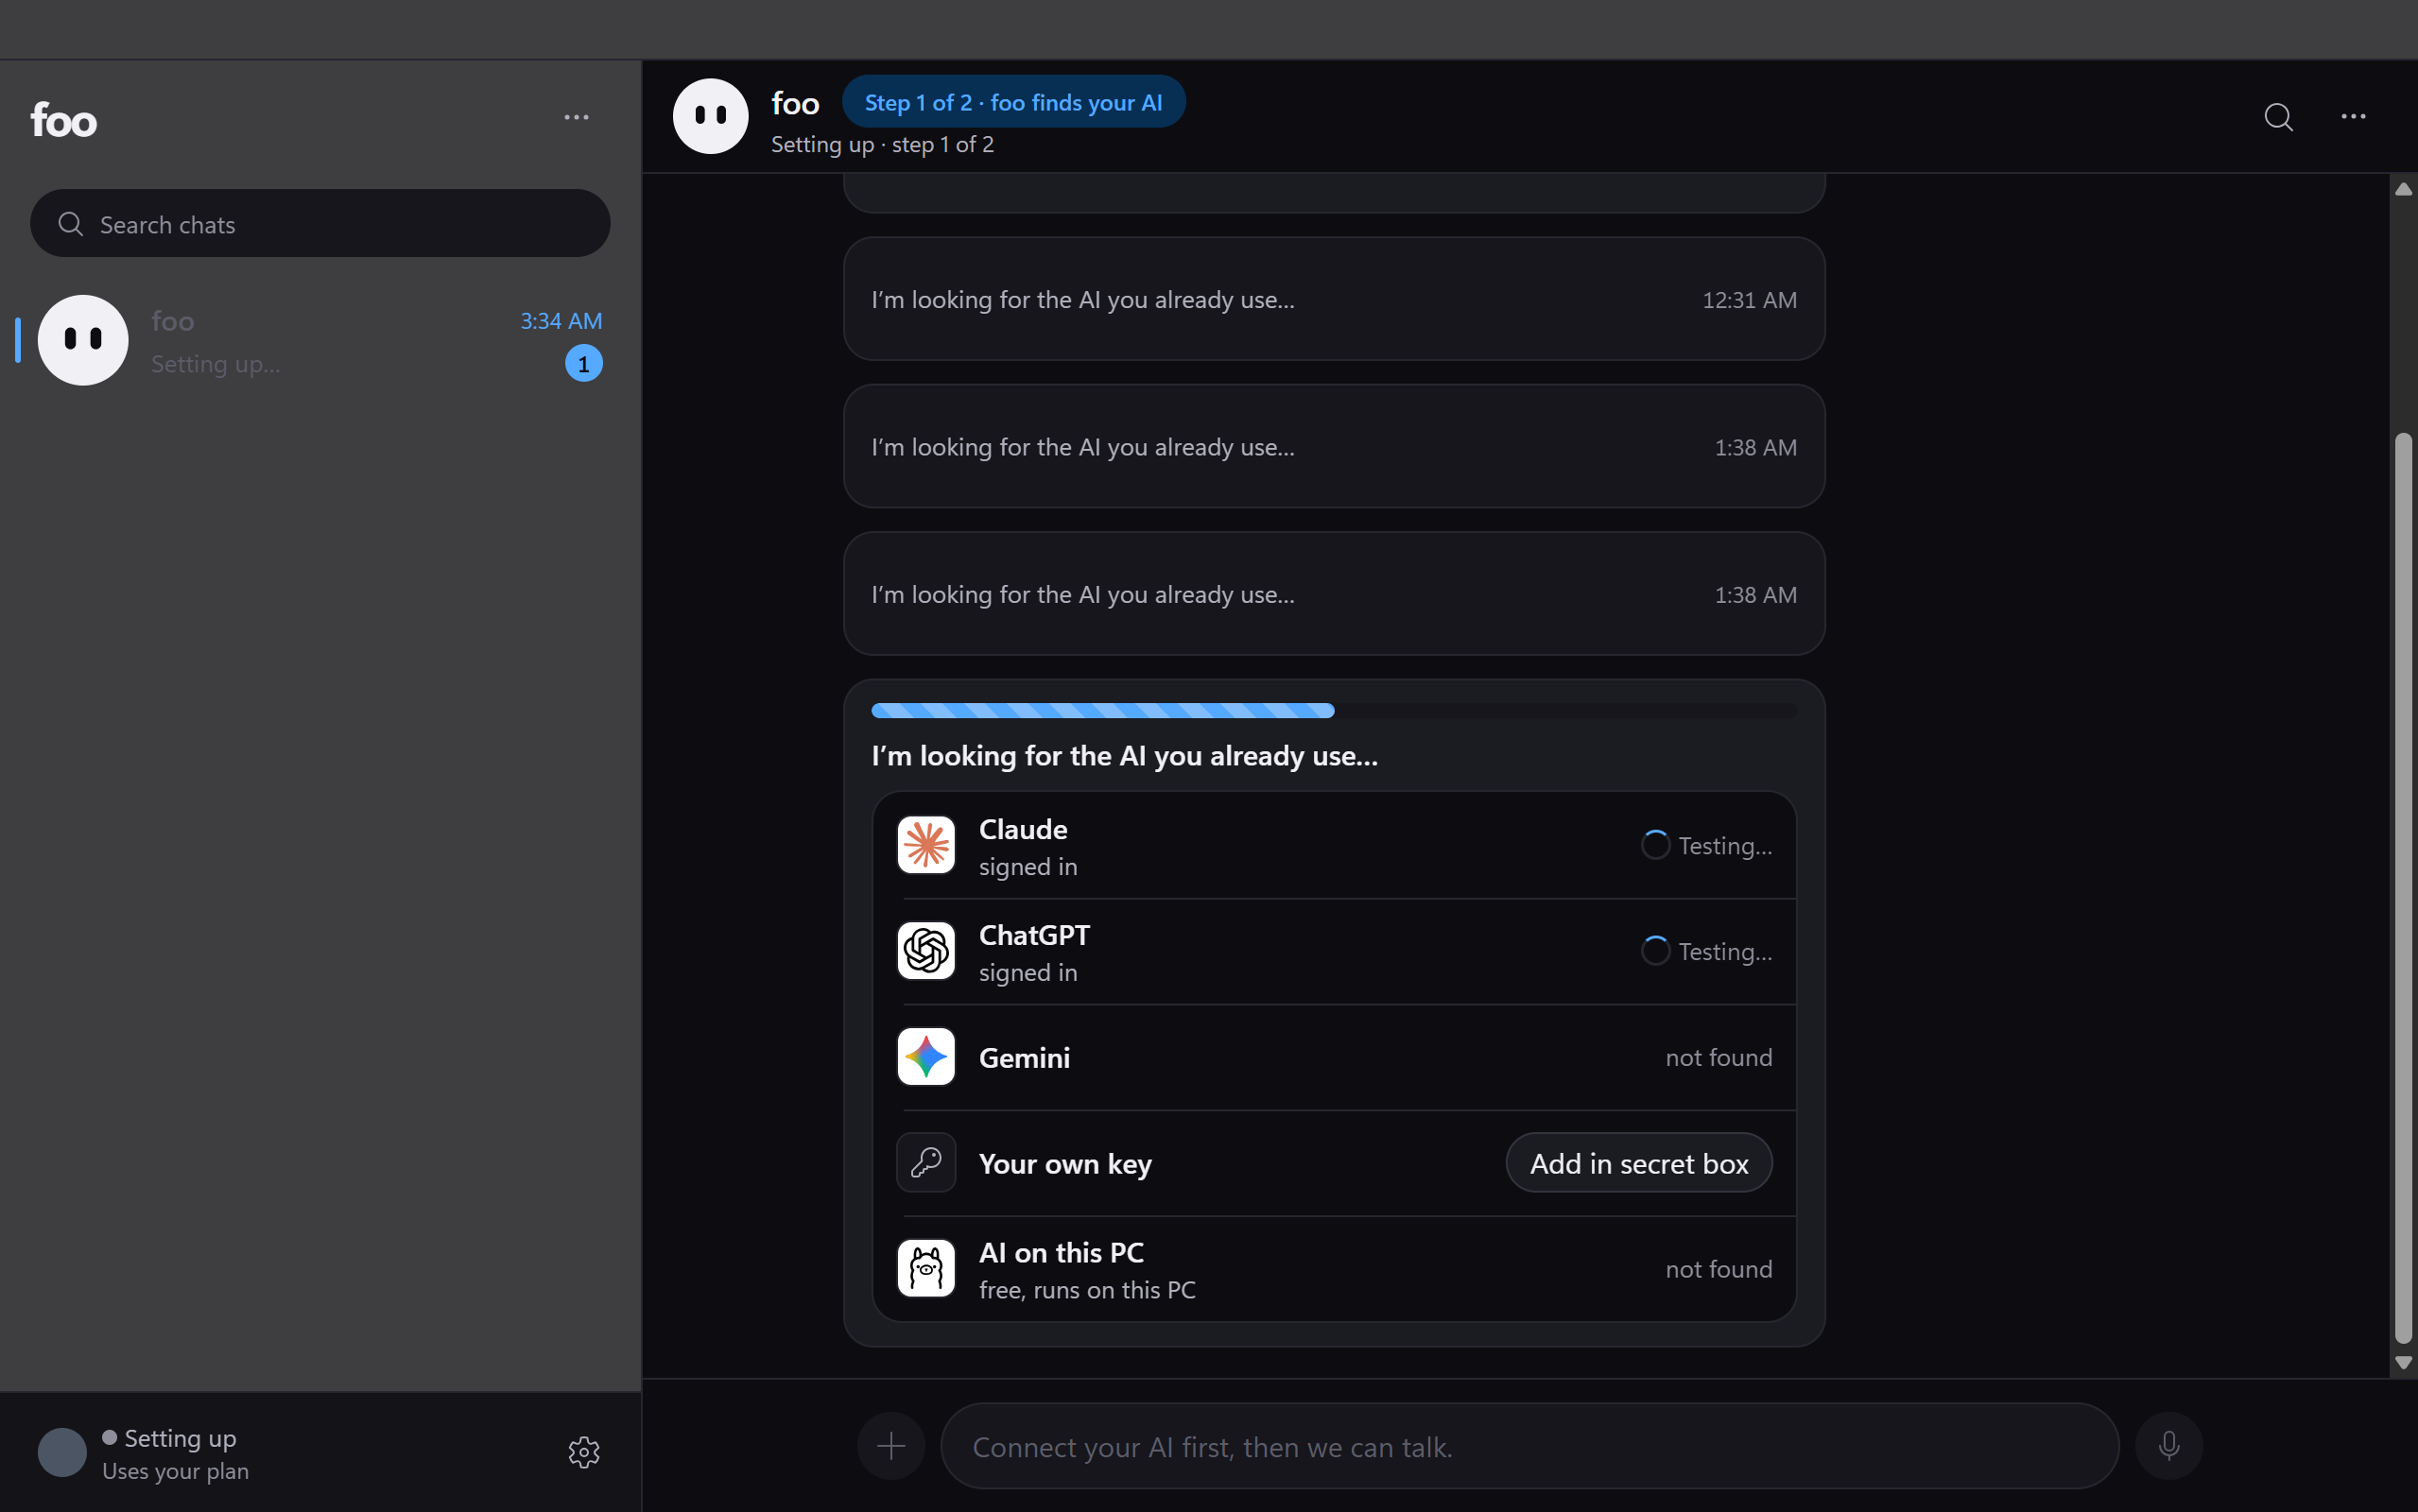 foo
Search chats
foo
3:34 AM
Setting up...
1
Setting up
Uses your plan
foo
Step 1 of 2 · foo finds your AI
Setting up · step 1 of 2
I’m looking for the AI you already use...
12:31 AM
I’m looking for the AI you already use...
1:38 AM
I’m looking for the AI you already use...
1:38 AM
I’m looking for the AI you already use...
Claude
signed in
Testing...
ChatGPT
signed in
Testing...
Gemini
not found
Your own key
Add in secret box
AI on this PC
free, runs on this PC
not found
Connect your AI first, then we can talk.